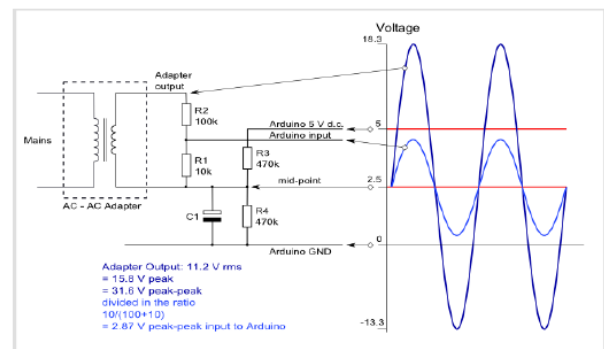 Voltage
18.3
Adapter
output
R2
100k
Arduino 5 V d.c.
5
Arduino input
Mains
R1
10k
R3
470k
mid-point
2.5
AC - AC Adapter
C1
R4
470k
0
Arduino GND
Adapter Output: 11.2 V rms
= 15.8 V peak
= 31.6 V peak-peak
divided in the ratio
10/(100+10)
= 2.87 V peak-peak input to Arduino
-13.3